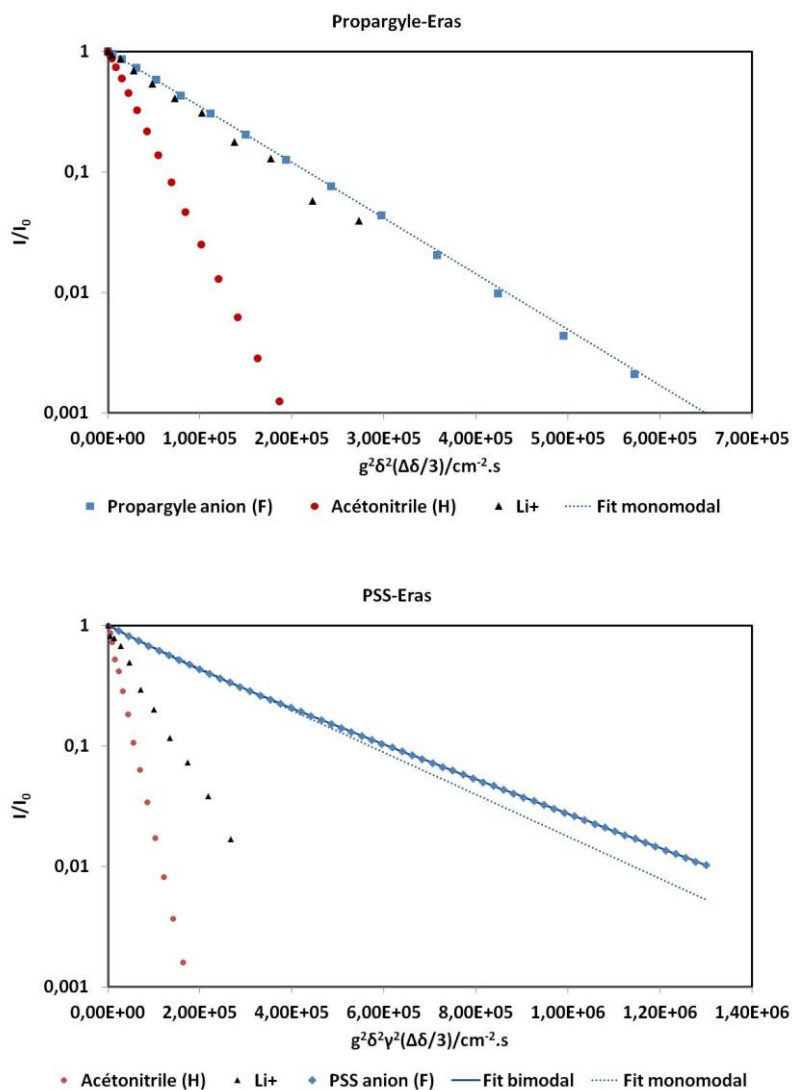 Propargyle-Eras
I/I₀
1
0,1
0,01
0,001
0,00E+00 1,00E+05 2,00E+05 3,00E+05 4,00E+05 5,00E+05 6,00E+05 7,00E+05
g²δ²(Δδ/3)/cm⁻².s
Propargyle anion (F) Acétonitrile (H) Li+ Fit monomodal
PSS-Eras
I/I₀
1
0,1
0,01
0,001
0,00E+00 2,00E+05 4,00E+05 6,00E+05 8,00E+05 1,00E+06 1,20E+06 1,40E+06
g²δ²γ²(Δδ/3)/cm⁻².s
Acétonitrile (H) Li+ PSS anion (F) Fit bimodal Fit monomodal